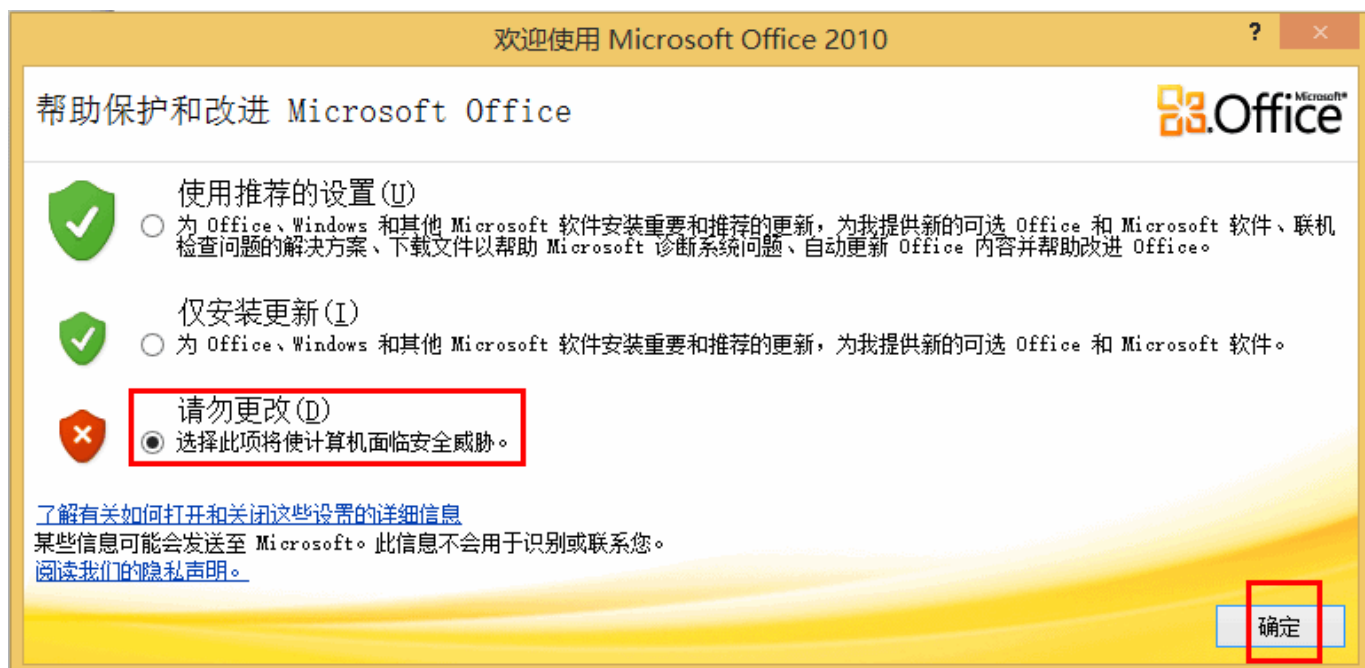 欢迎使用 Microsoft Office 2010
?
×
帮助保护和改进 Microsoft Office
Microsoft®
Office
使用推荐的设置(U)
为 Office、Windows 和其他 Microsoft 软件安装重要和推荐的更新，为我提供新的可选 Office 和 Microsoft 软件、联机
检查问题的解决方案、下载文件以帮助 Microsoft 诊断系统问题、自动更新 Office 内容并帮助改进 Office。
仅安装更新(I)
为 Office、Windows 和其他 Microsoft 软件安装重要和推荐的更新，为我提供新的可选 Office 和 Microsoft 软件。
请勿更改(D)
选择此项将使计算机面临安全威胁。
了解有关如何打开和关闭这些设置的详细信息
某些信息可能会发送至 Microsoft。此信息不会用于识别或联系您。
阅读我们的隐私声明。
确定